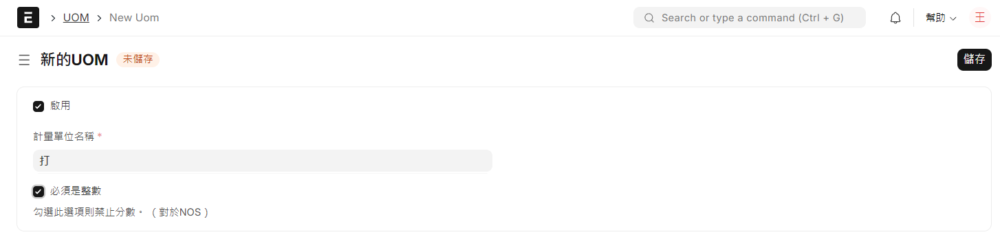 E > UOM > New Uom
Search or type a command (Ctrl + G)
幫助
王
新的UOM 未儲存
儲存
啟用
計量單位名稱 *
打
必須是整數
勾選此選項則禁止分數。（對於NOS）